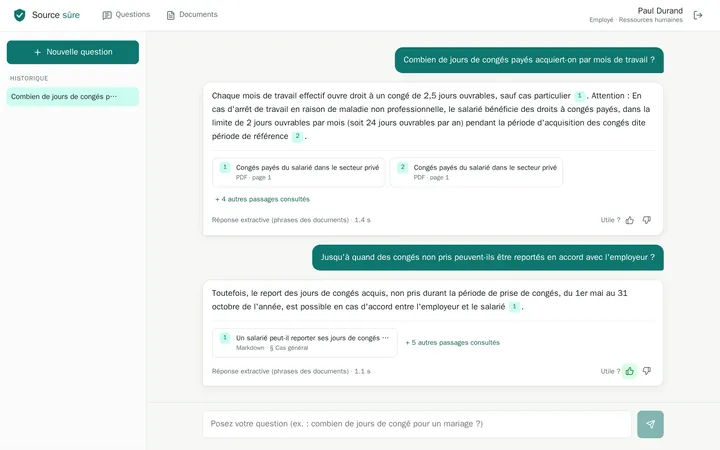 Source sûre
Questions
Documents
Paul Durand
Employé · Ressources humaines
+ Nouvelle question
HISTORIQUE
Combien de jours de congés p…
Combien de jours de congés payés acquiert-on par mois de travail ?
Chaque mois de travail effectif ouvre droit à un congé de 2,5 jours ouvrables, sauf cas particulier 1 . Attention : En
cas d'arrêt de travail en raison de maladie non professionnelle, le salarié bénéficie des droits à congés payés, dans la
limite de 2 jours ouvrables par mois (soit 24 jours ouvrables par an) pendant la période d'acquisition des congés dite
période de référence 2 .
1 Congés payés du salarié dans le secteur privé
PDF · page 1
2 Congés payés du salarié dans le secteur privé
PDF · page 1
+ 4 autres passages consultés
Réponse extractive (phrases des documents) · 1.4 s
Utile ?
Jusqu'à quand des congés non pris peuvent-ils être reportés en accord avec l'employeur ?
Toutefois, le report des jours de congés acquis, non pris durant la période de prise de congés, du 1er mai au 31
octobre de l'année, est possible en cas d'accord entre l'employeur et le salarié 1 .
1 Un salarié peut-il reporter ses jours de congés …
Markdown · § Cas général
+ 5 autres passages consultés
Réponse extractive (phrases des documents) · 1.1 s
Utile ?
Posez votre question (ex. : combien de jours de congé pour un mariage ?)